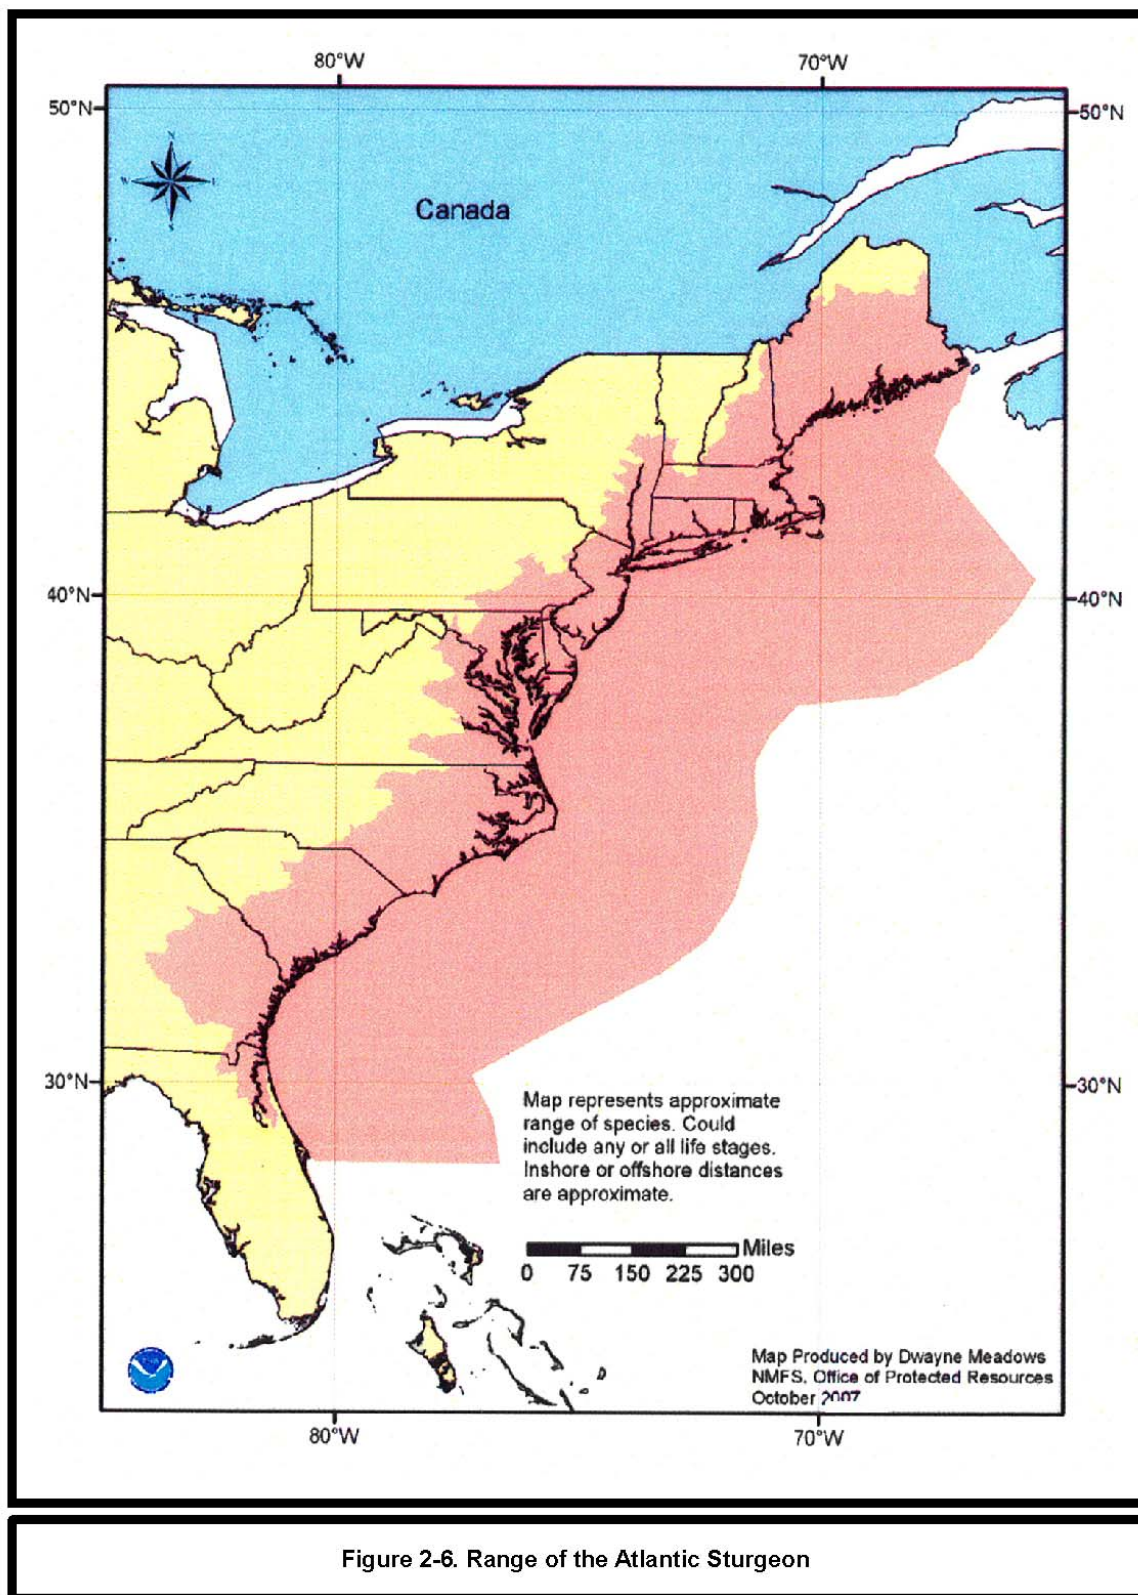 80°W 70°W
50°N 50°N
N
W E
S
Canada
40°N 40°N
30°N 30°N
Map represents approximate
range of species. Could
include any or all life stages.
Inshore or offshore distances
are approximate.
Miles
0 75 150 225 300
Map Produced by Dwayne Meadows
NMFS, Office of Protected Resources
October 2007
80°W 70°W
Figure 2-6. Range of the Atlantic Sturgeon